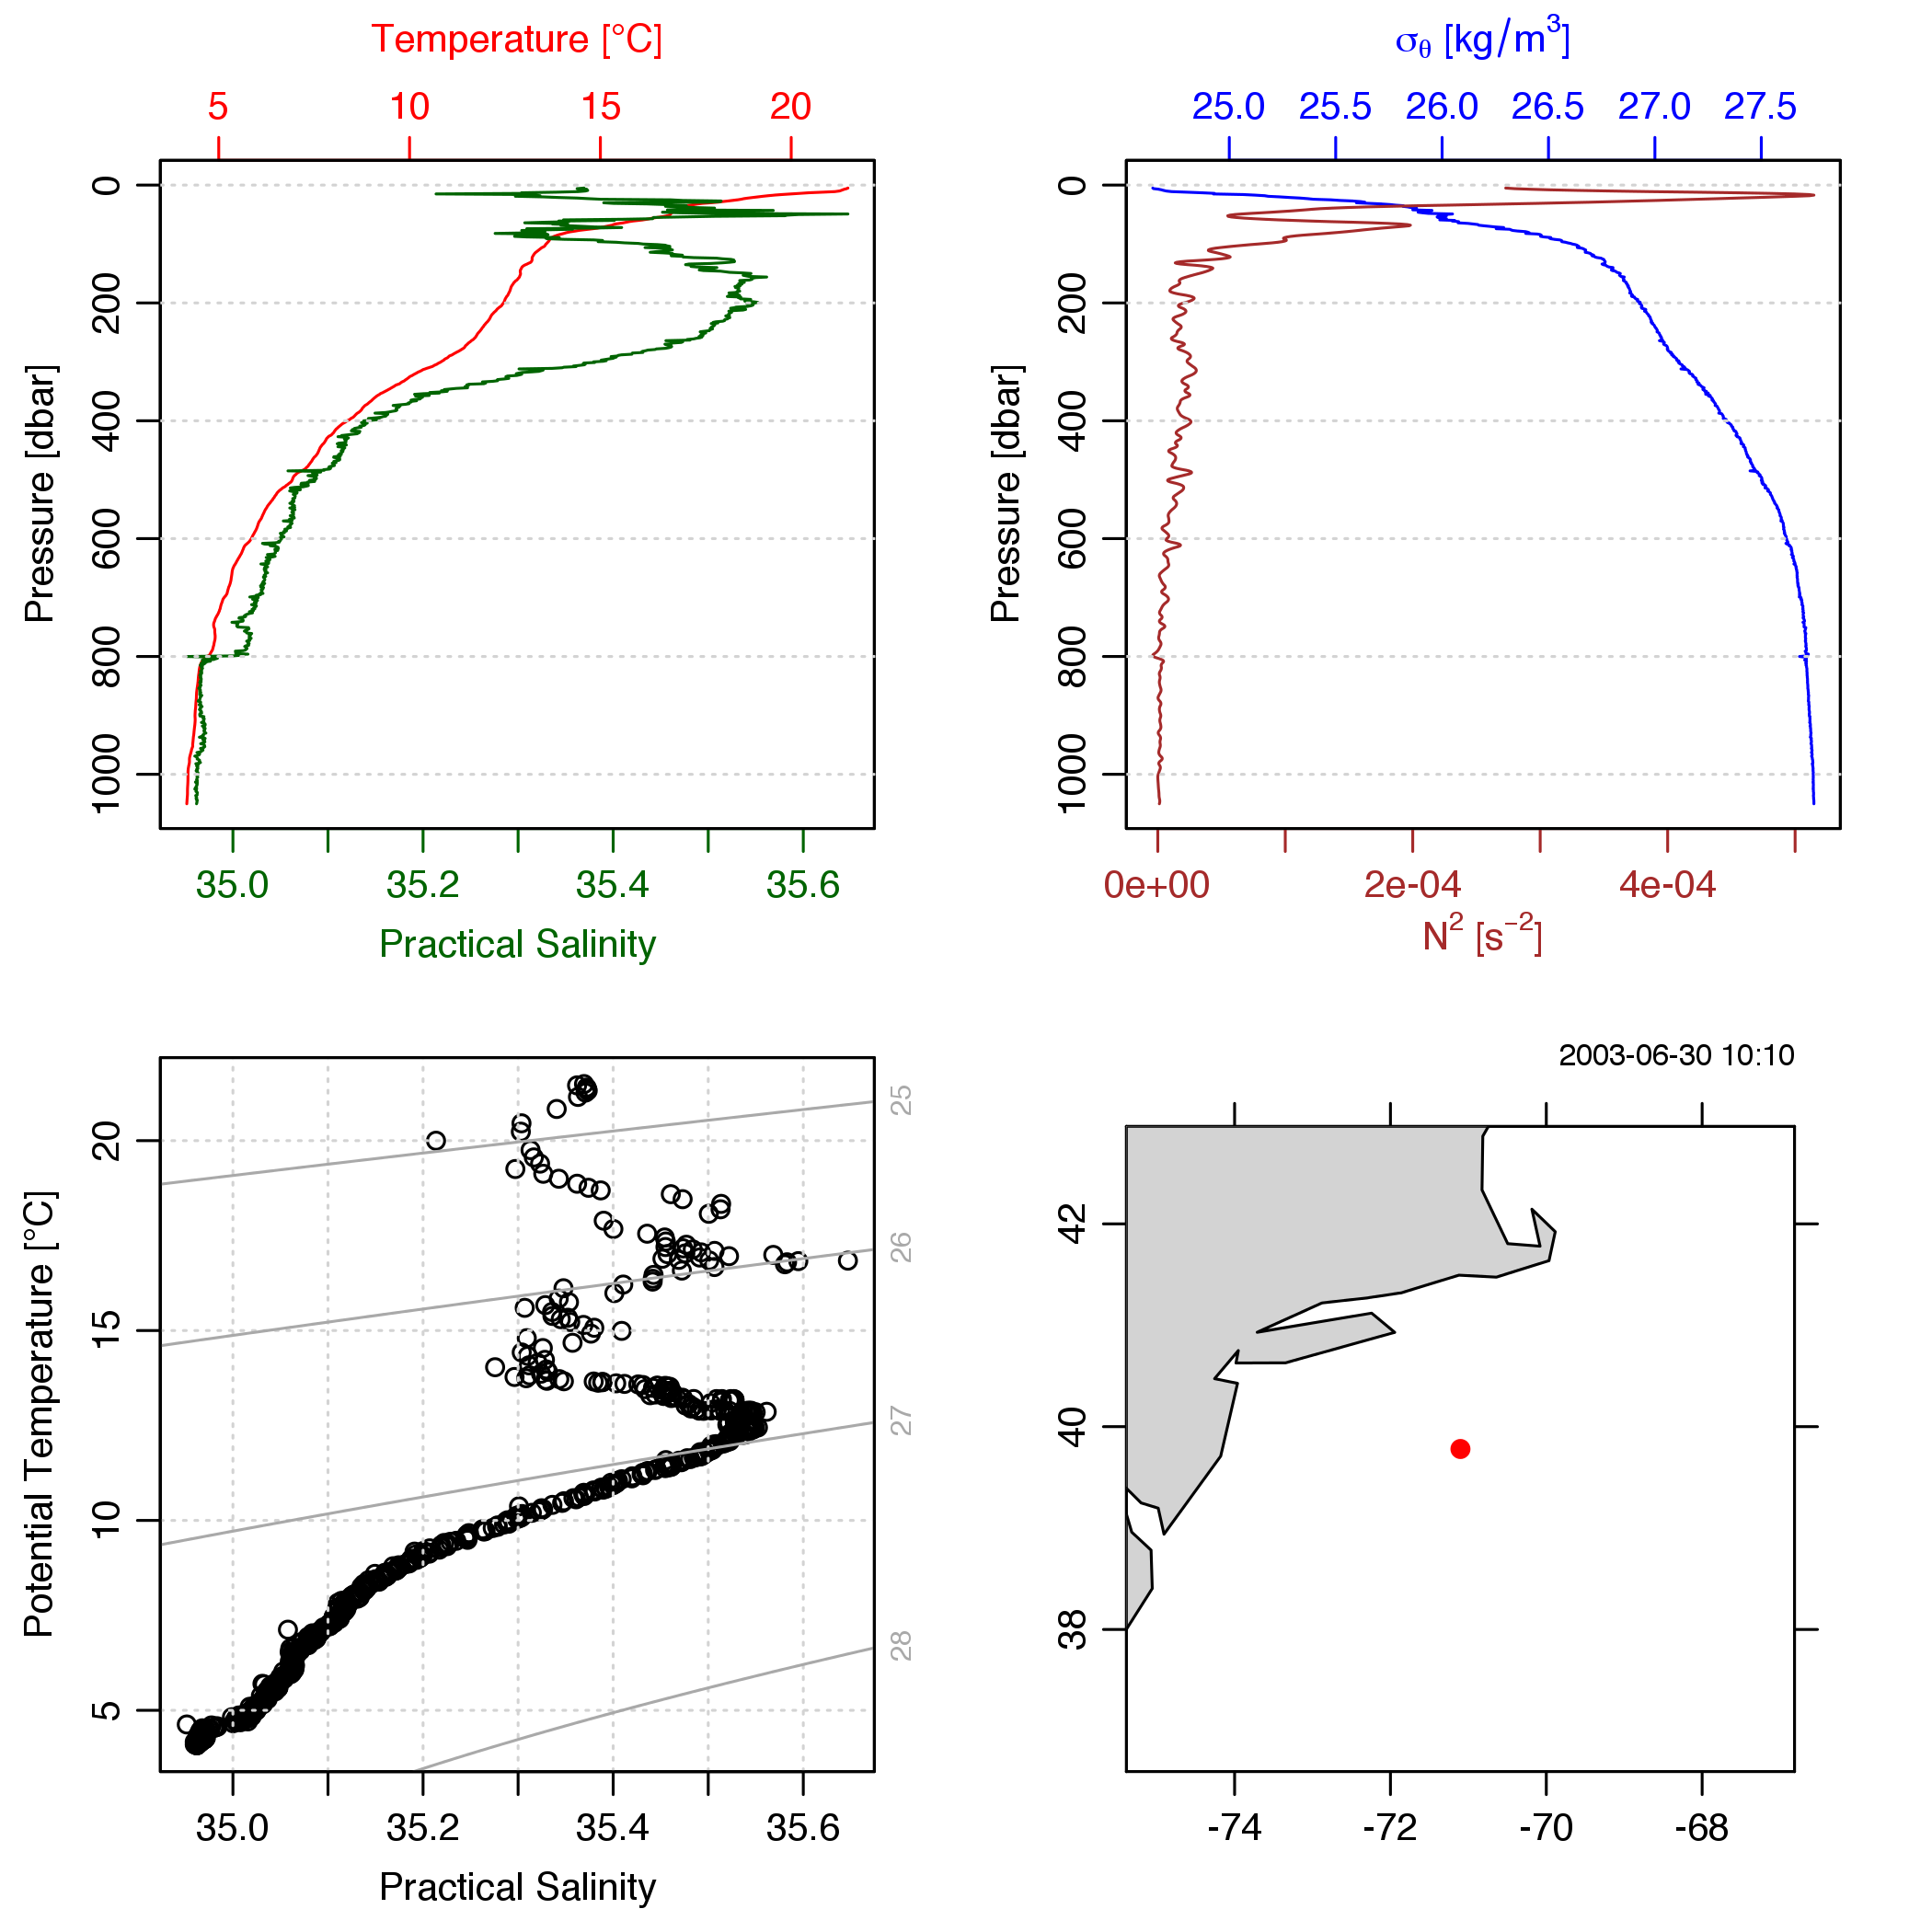 Temperature [°C]
5 10 15 20
0 200 400 600 800 1000
Pressure [dbar]
35.0 35.2 35.4 35.6
Practical Salinity
σθ [kg/m³]
25.0 25.5 26.0 26.5 27.0 27.5
0 200 400 600 800 1000
Pressure [dbar]
0e+00 2e-04 4e-04
N² [s⁻²]
25 26 27 28
5 10 15 20
Potential Temperature [°C]
35.0 35.2 35.4 35.6
Practical Salinity
2003-06-30 10:10
42
40
38
-74 -72 -70 -68